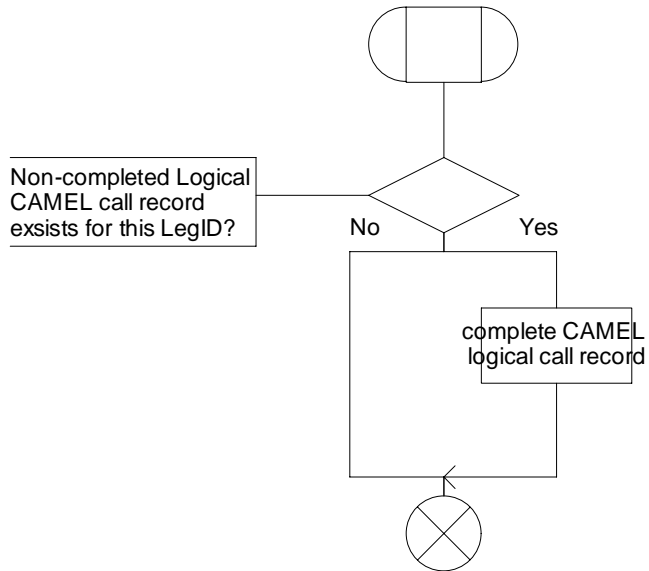 Non-completed Logical
CAMEL call record
exsists for this LegID?
No
Yes
complete CAMEL
logical call record